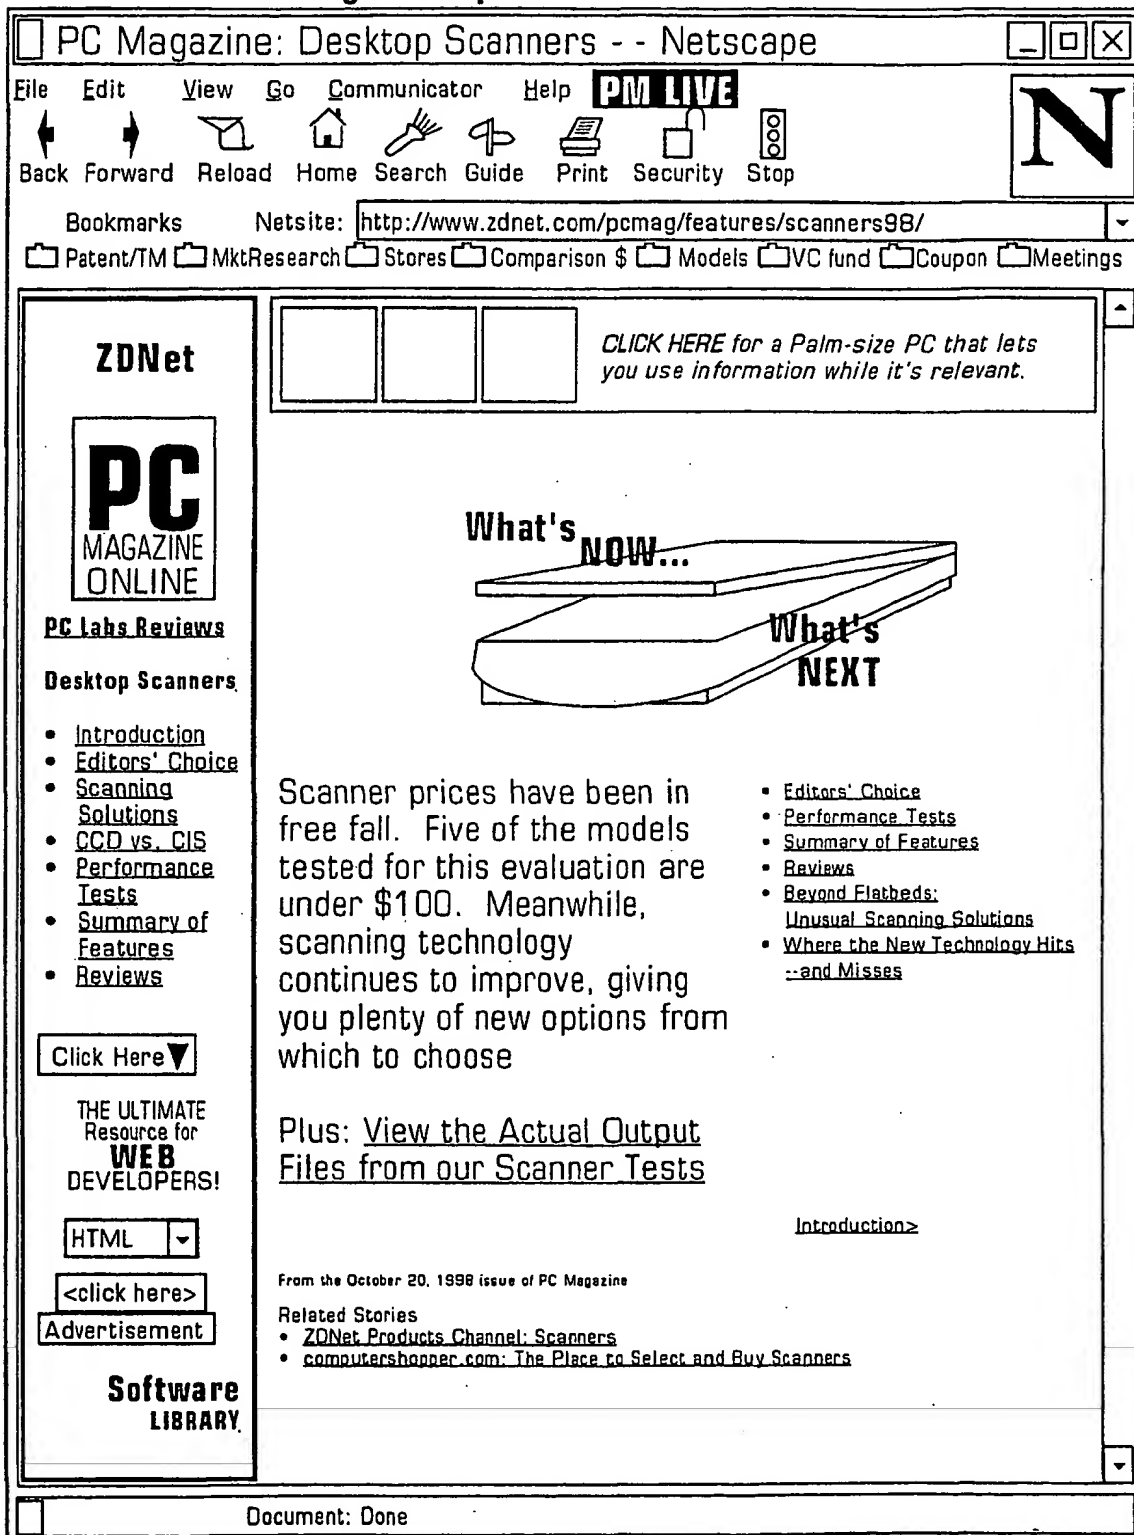 PC Magazine: Desktop Scanners - - Netscape
File Edit View Go Communicator Help PM LIVE
Back Forward Reload Home Search Guide Print Security Stop
N
Bookmarks Netsite: http://www.zdnet.com/pcmag/features/scanners98/
Patent/TM MktResearch Stores Comparison $ Models VC fund Coupon Meetings
ZDNet
PC
MAGAZINE
ONLINE
PC Labs Reviews
Desktop Scanners
• Introduction
• Editors' Choice
• Scanning
Solutions
• CCD vs. CIS
• Performance
Tests
• Summary of
Features
• Reviews
Click Here
THE ULTIMATE
Resource for
WEB
DEVELOPERS!
HTML
<click here>
Advertisement
Software
LIBRARY
CLICK HERE for a Palm-size PC that lets
you use information while it's relevant.
What's
NOW...
What's
NEXT
Scanner prices have been in
free fall. Five of the models
tested for this evaluation are
under $100. Meanwhile,
scanning technology
continues to improve, giving
you plenty of new options from
which to choose
Plus: View the Actual Output
Files from our Scanner Tests
• Editors' Choice
• Performance Tests
• Summary of Features
• Reviews
• Beyond Flatbeds:
Unusual Scanning Solutions
• Where the New Technology Hits
--and Misses
Introduction>
From the October 20, 1998 issue of PC Magazine
Related Stories
• ZDNet Products Channel: Scanners
• computershopper.com: The Place to Select and Buy Scanners
Document: Done